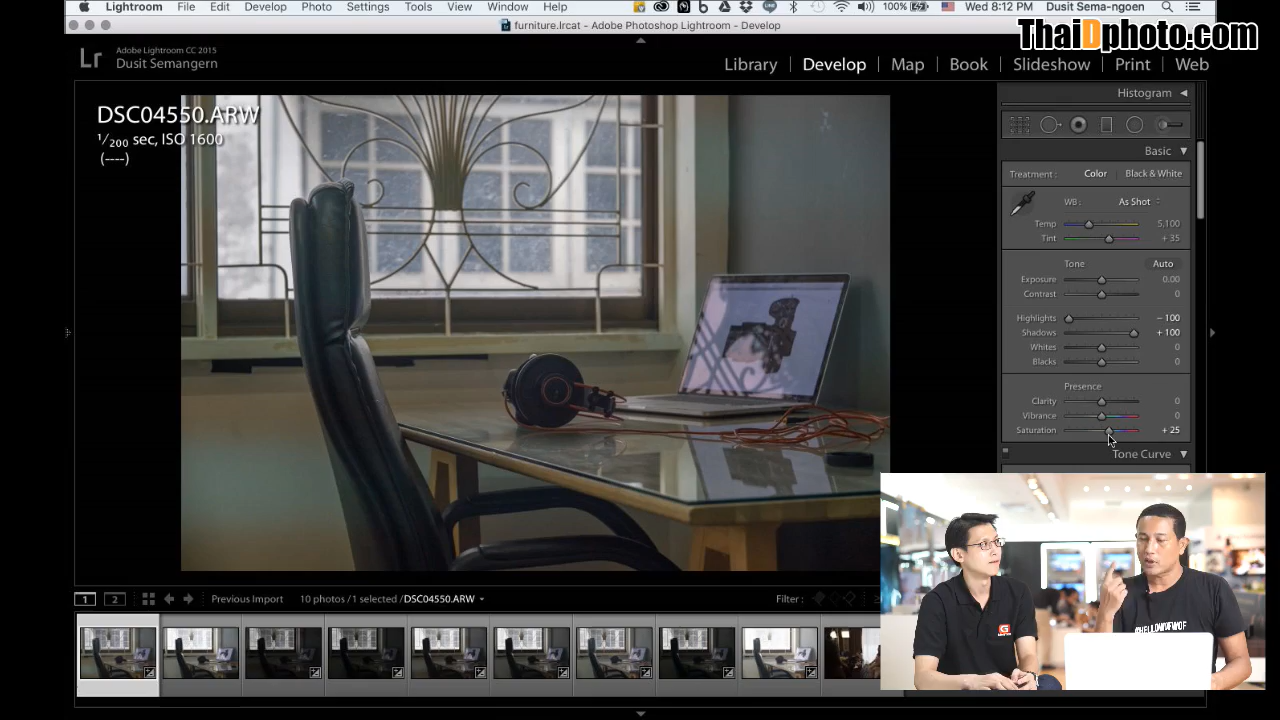 Lightroom File Edit Develop Photo Settings Tools View Window Help 100% Wed 8:12 PM Dusit Sema-ngoen
furniture.lrcat - Adobe Photoshop Lightroom - Develop
ThaiDphoto.com
Lr
Adobe Lightroom CC 2015
Dusit Semangern
Library | Develop | Map | Book | Slideshow | Print | Web
DSC04550.ARW
1/200 sec, ISO 1600
(----)
Histogram
Basic
Treatment : Color Black & White
WB : As Shot
Temp 5,100
Tint + 35
Tone Auto
Exposure 0.00
Contrast 0
Highlights − 100
Shadows + 100
Whites 0
Blacks 0
Presence
Clarity 0
Vibrance 0
Saturation + 25
Tone Curve
1 2 Previous Import 10 photos / 1 selected / DSC04550.ARW Filter :
G